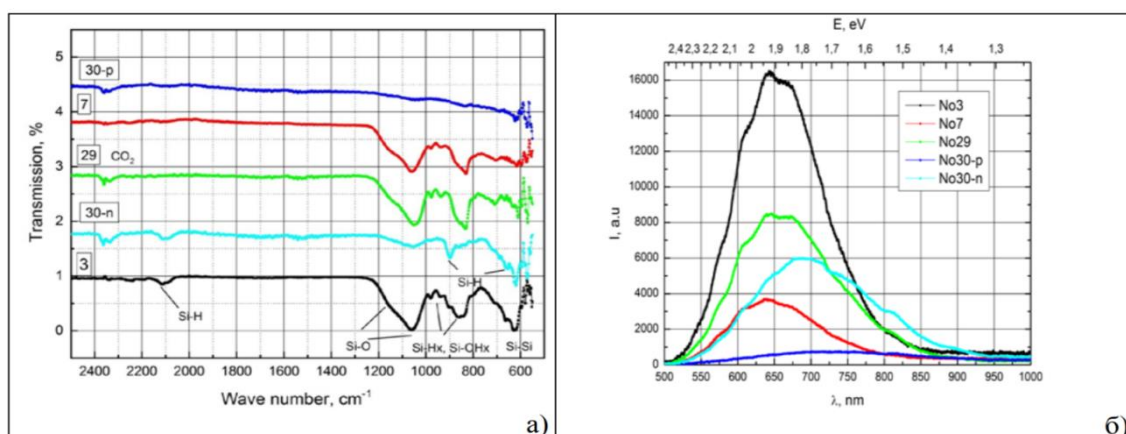 5
4
3
2
1
0
Transmission, %
30-p
7
29
CO₂
30-n
3
Si-H
Si-H
Si-O
Si-Hx, Si-OHx
Si-Si
2400 2200 2000 1800 1600 1400 1200 1000 800 600
Wave number, cm⁻¹
а)
E, eV
2,4 2,3 2,2 2,1 2 1,9 1,8 1,7 1,6 1,5 1,4 1,3
16000
14000
12000
10000
8000
6000
4000
2000
0
I, a.u
No3
No7
No29
No30-p
No30-n
500 550 600 650 700 750 800 850 900 950 1000
λ, nm
б)